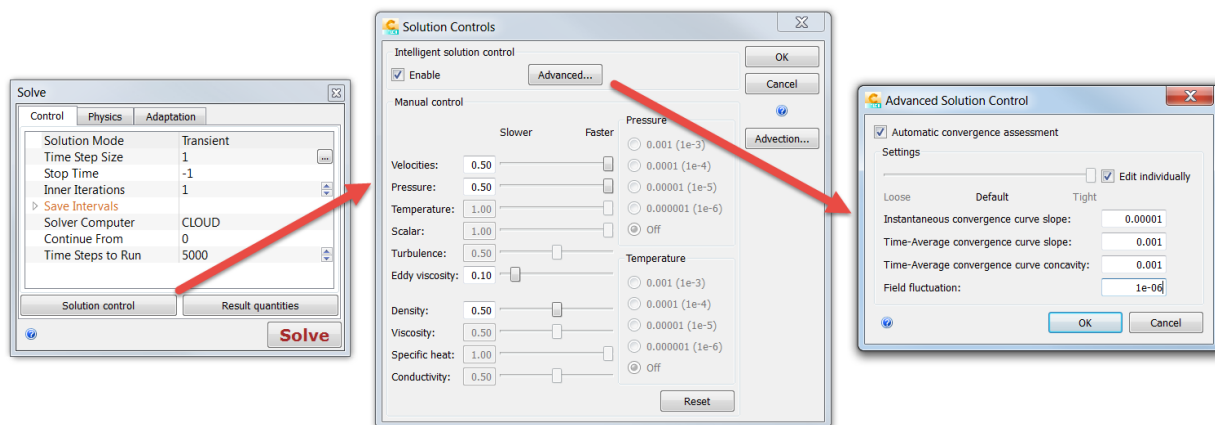 Solve
Control Physics Adaptation
Solution Mode Transient
Time Step Size 1 ...
Stop Time -1
Inner Iterations 1
Save Intervals
Solver Computer CLOUD
Continue From 0
Time Steps to Run 5000
Solution control Result quantities
Solve
Solution Controls
Intelligent solution control
Enable Advanced...
OK
Cancel
Advection...
Manual control
Slower Faster
Velocities: 0.50
Pressure: 0.50
Temperature: 1.00
Scalar: 1.00
Turbulence: 0.50
Eddy viscosity: 0.10
Density: 0.50
Viscosity: 0.50
Specific heat: 1.00
Conductivity: 0.50
Pressure
0.001 (1e-3)
0.0001 (1e-4)
0.00001 (1e-5)
0.000001 (1e-6)
Off
Temperature
0.001 (1e-3)
0.0001 (1e-4)
0.00001 (1e-5)
0.000001 (1e-6)
Off
Reset
Advanced Solution Control
Automatic convergence assessment
Settings
Edit individually
Loose Default Tight
Instantaneous convergence curve slope: 0.00001
Time-Average convergence curve slope: 0.001
Time-Average convergence curve concavity: 0.001
Field fluctuation: 1e-06
OK Cancel